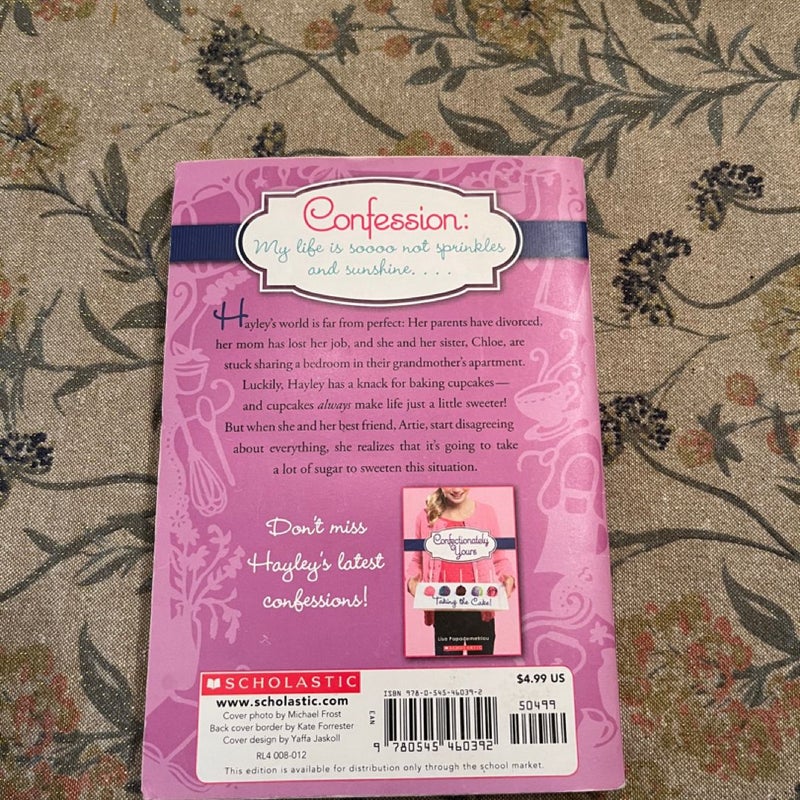 Confession:
My life is soooo not sprinkles
and sunshine. . . .
Hayley's world is far from perfect: Her parents have divorced,
her mom has lost her job, and she and her sister, Chloe, are
stuck sharing a bedroom in their grandmother's apartment.
Luckily, Hayley has a knack for baking cupcakes—
and cupcakes always make life just a little sweeter!
But when she and her best friend, Artie, start disagreeing
about everything, she realizes that it's going to take
a lot of sugar to sweeten this situation.
Don't miss
Hayley's latest
confessions!
Confectionately
Yours
Taking the Cake!
Lisa Papademetriou
SCHOLASTIC
SCHOLASTIC
www.scholastic.com
Cover photo by Michael Frost
Back cover border by Kate Forrester
Cover design by Yaffa Jaskoll
RL4 008-012
This edition is available for distribution only through the school market.
ISBN 978-0-545-46039-2
EAN
9 780545 460392
$4.99 US
50499